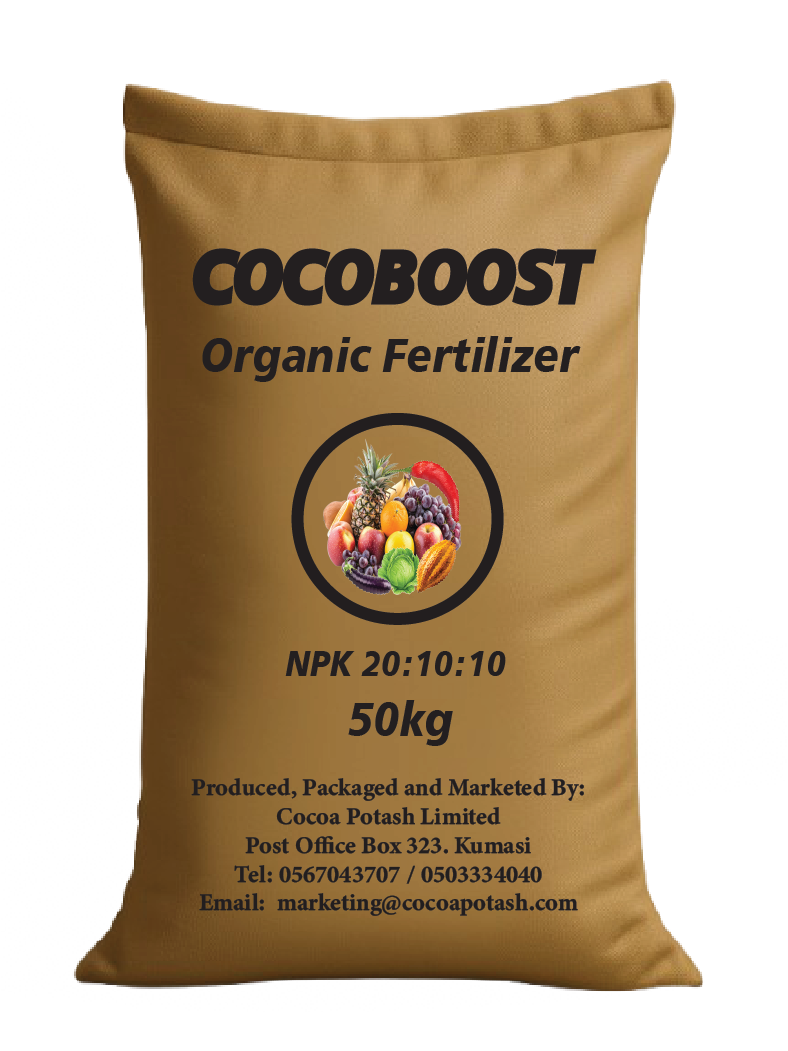 COCOBOOST
Organic Fertilizer
NPK 20:10:10
50kg
Produced, Packaged and Marketed By:
Cocoa Potash Limited
Post Office Box 323. Kumasi
Tel: 0567043707 / 0503334040
Email:  marketing@cocoapotash.com